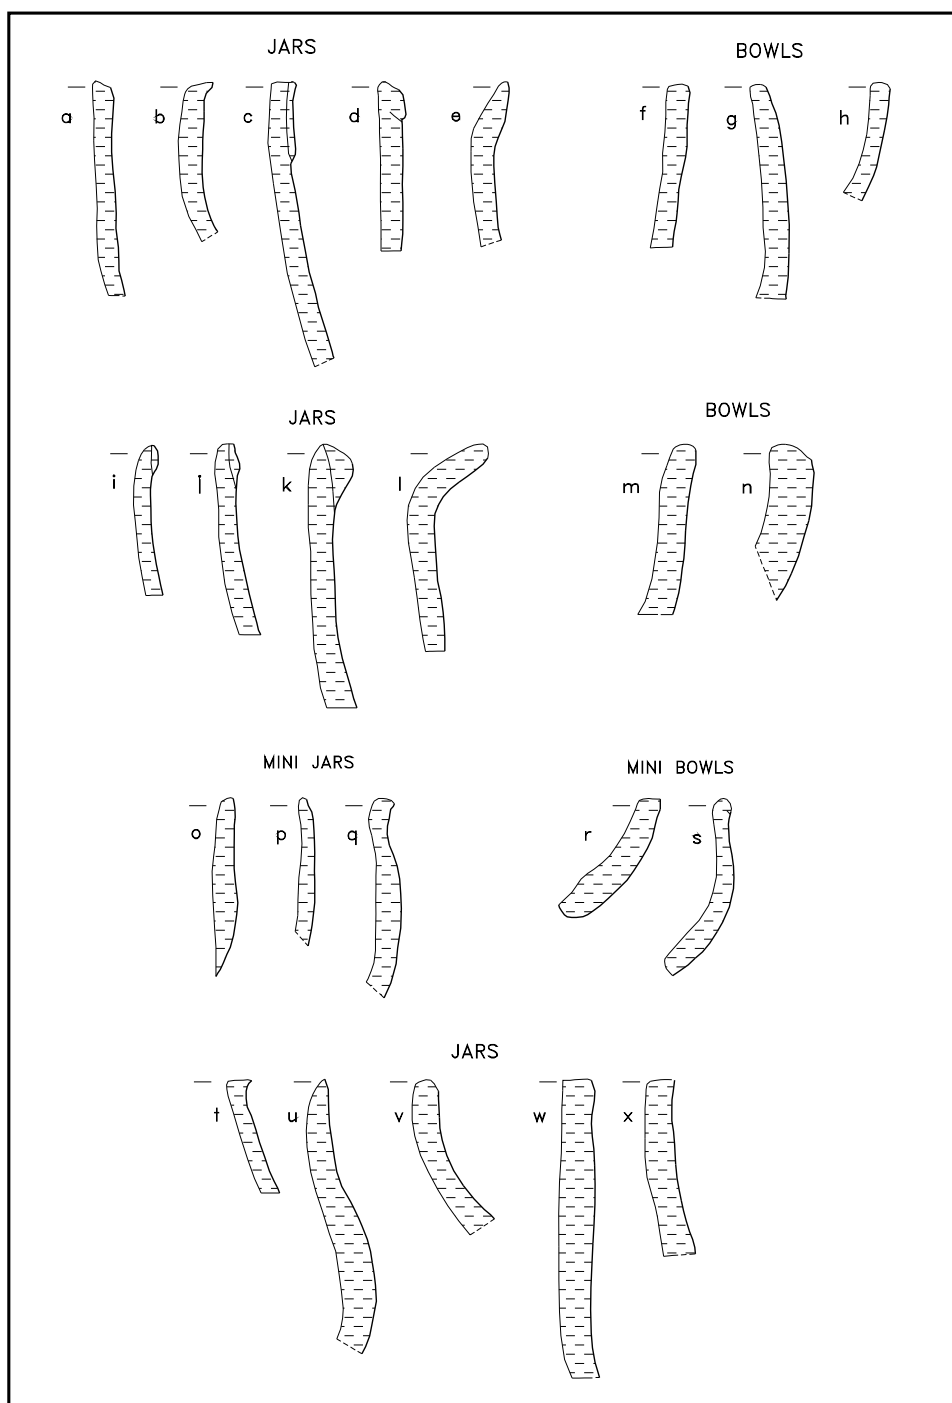 JARS BOWLS
a b c d e f g h
JARS BOWLS
i j k l m n
MINI JARS MINI BOWLS
o p q r s
JARS
t u v w x